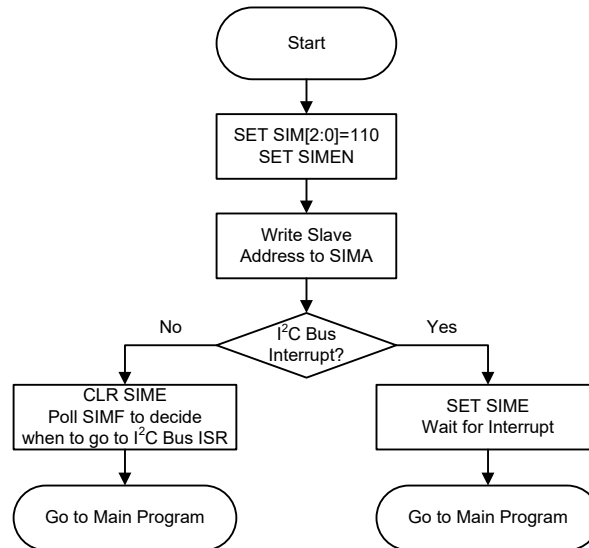 Start
SET SIM[2:0]=110
SET SIMEN
Write Slave
Address to SIMA
No
I²C Bus
Interrupt?
Yes
CLR SIME
Poll SIMF to decide
when to go to I²C Bus ISR
SET SIME
Wait for Interrupt
Go to Main Program
Go to Main Program